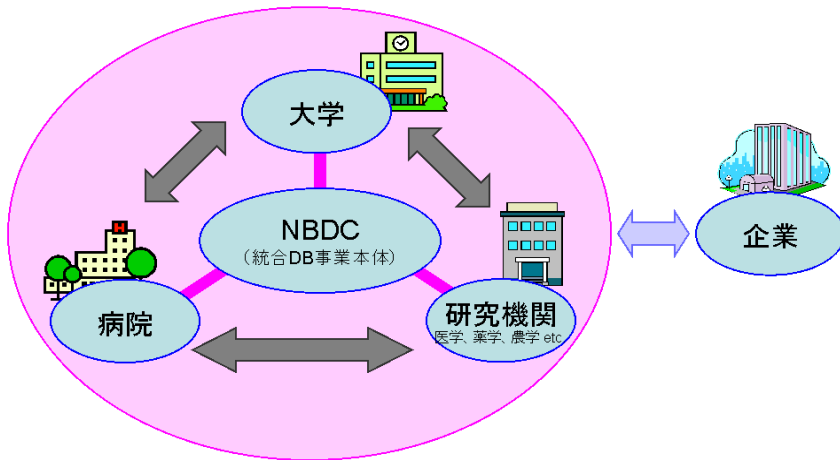 大学
NBDC
（統合DB事業本体）
企業
病院
研究機関
医学、薬学、農学 etc
H